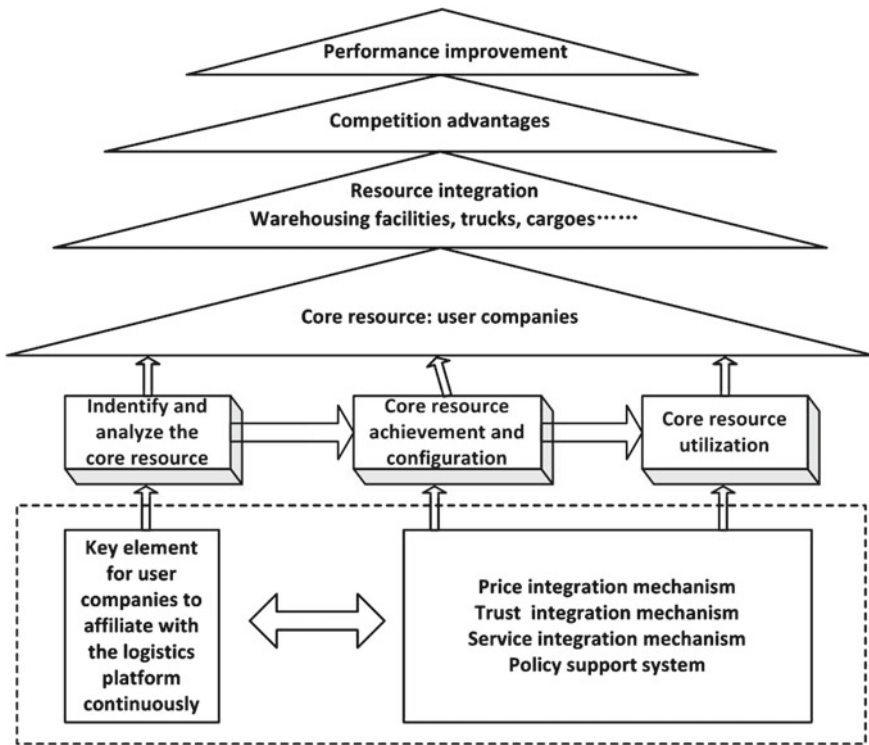 Performance improvement
Competition advantages
Resource integration
Warehousing facilities, trucks, cargoes……
Core resource: user companies
Indentify and
analyze the
core resource
Core resource
achievement and
configuration
Core resource
utilization
Key element
for user
companies to
affiliate with
the logistics
platform
continuously
Price integration mechanism
Trust integration mechanism
Service integration mechanism
Policy support system